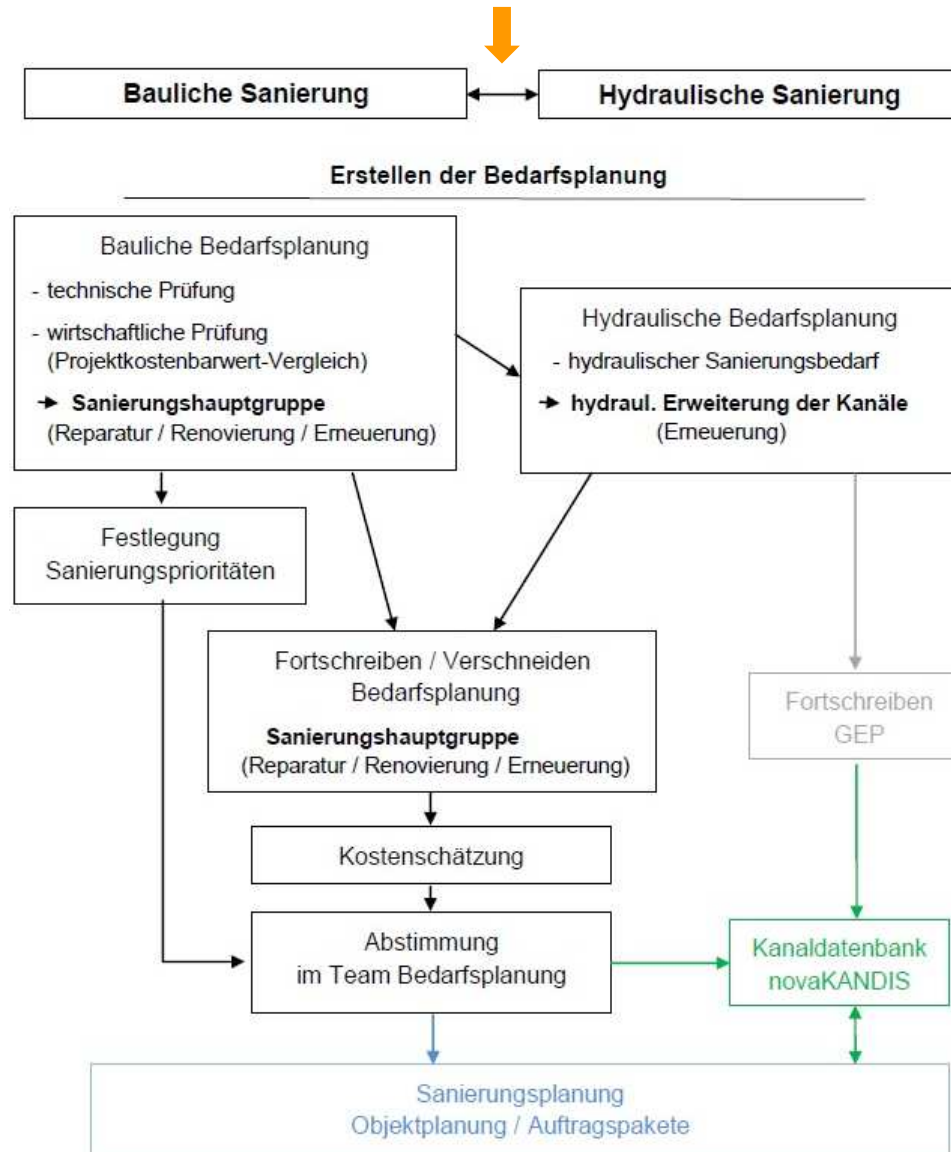 Bauliche Sanierung
Hydraulische Sanierung
Erstellen der Bedarfsplanung
Bauliche Bedarfsplanung
- technische Prüfung
- wirtschaftliche Prüfung
(Projektkostenbarwert-Vergleich)
Sanierungshauptgruppe
(Reparatur / Renovierung / Erneuerung)
Hydraulische Bedarfsplanung
- hydraulischer Sanierungsbedarf
hydraul. Erweiterung der Kanäle
(Erneuerung)
Festlegung
Sanierungsprioritäten
Fortschreiben / Verschneiden
Bedarfsplanung
Sanierungshauptgruppe
(Reparatur / Renovierung / Erneuerung)
Fortschreiben
GEP
Kostenschätzung
Abstimmung
im Team Bedarfsplanung
Kanaldatenbank
novaKANDIS
Sanierungsplanung
Objektplanung / Auftragspakete